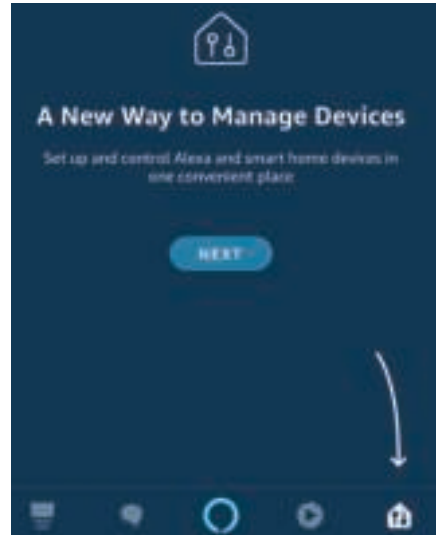 A New Way to Manage Devices
Set up and control Alexa and smart home devices in
one convenient place
NEXT